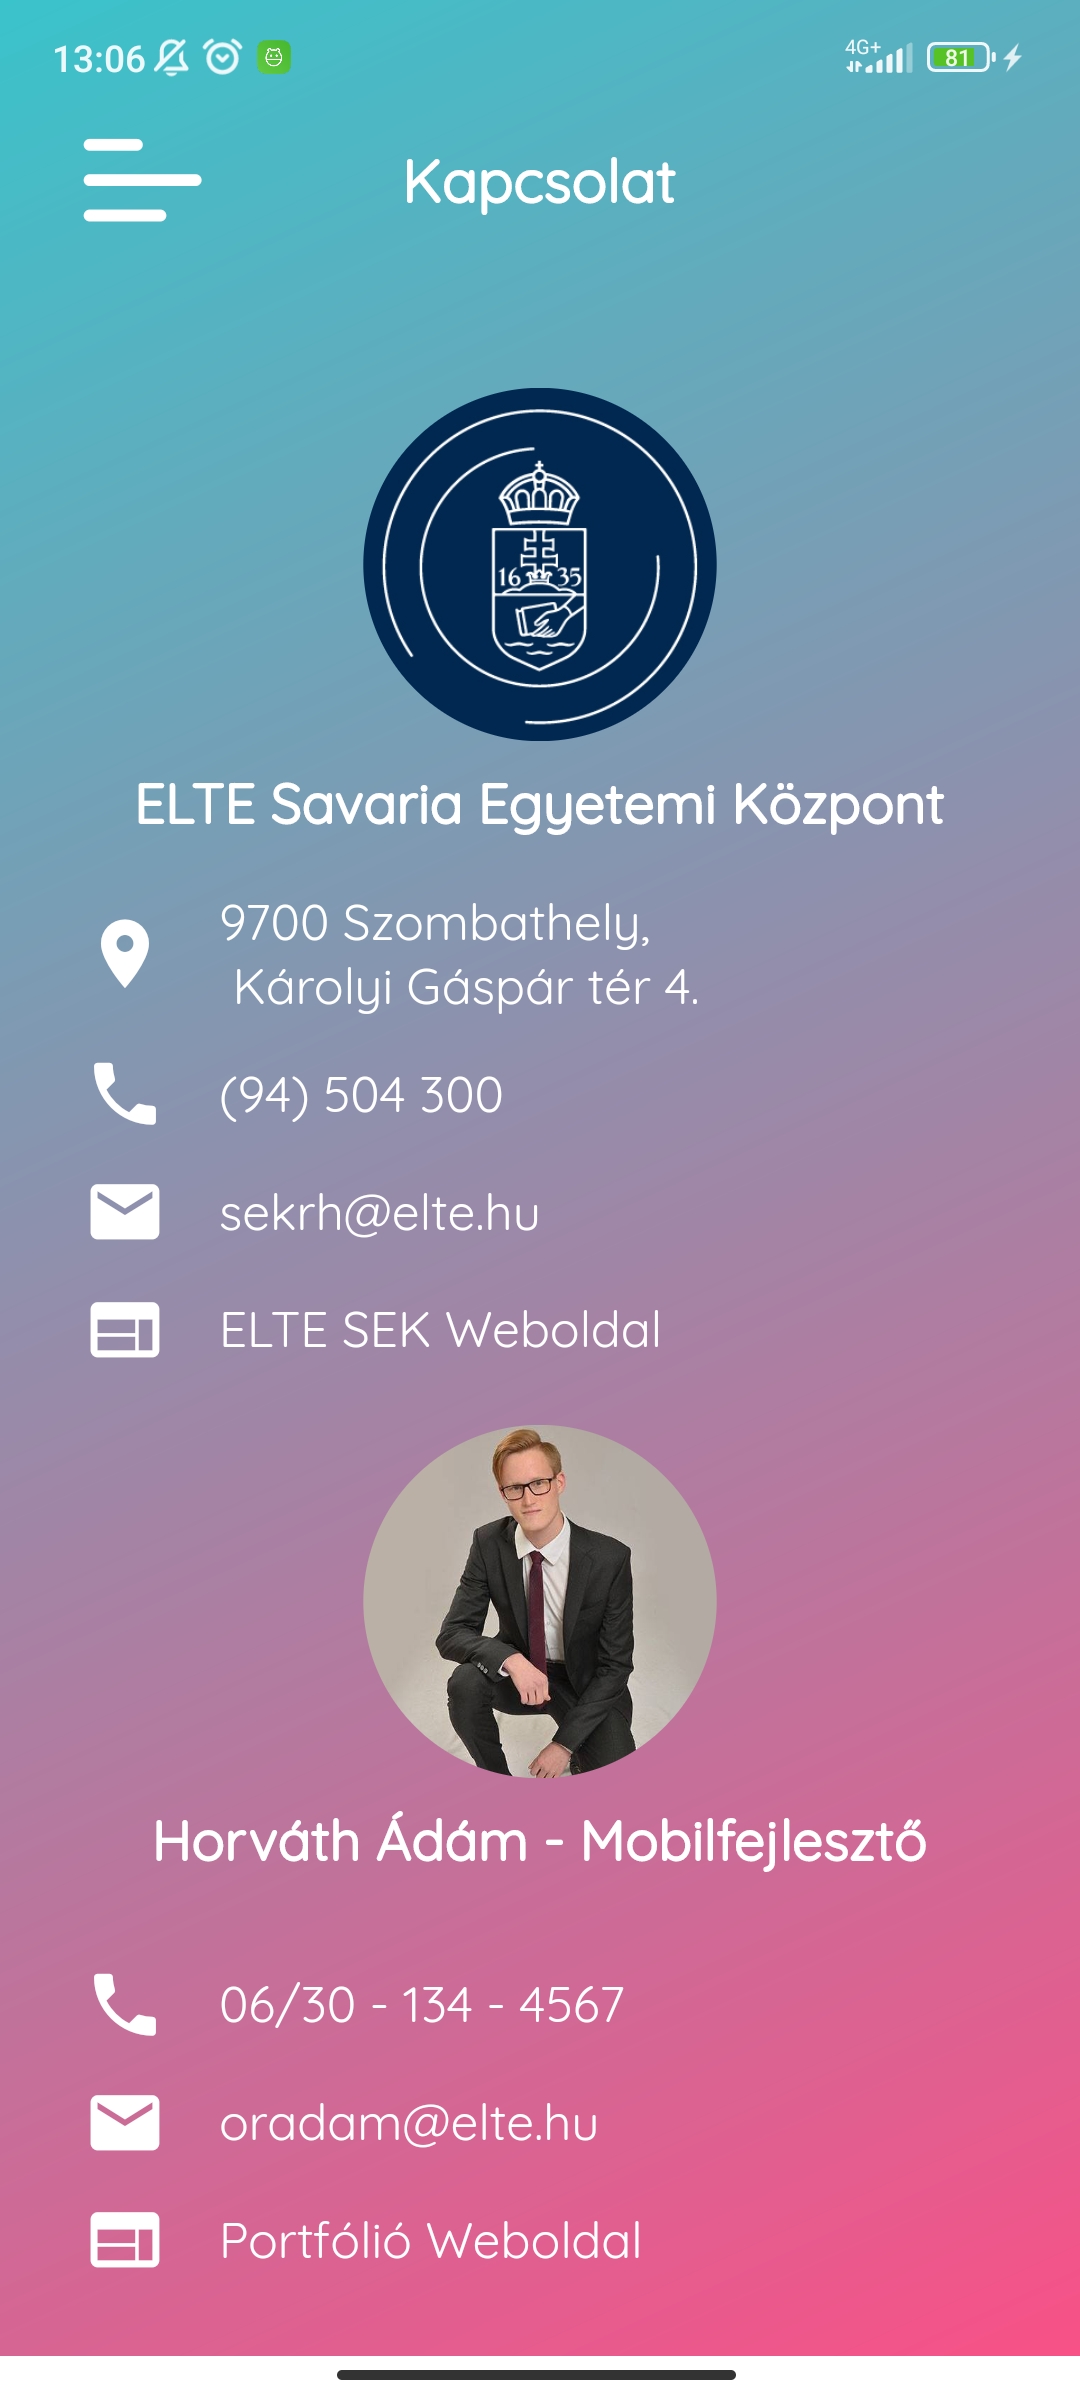 13:06
4G+
81
Kapcsolat
16 35
ELTE Savaria Egyetemi Központ
9700 Szombathely,
Károlyi Gáspár tér 4.
(94) 504 300
sekrh@elte.hu
ELTE SEK Weboldal
Horváth Ádám - Mobilfejlesztő
06/30 - 134 - 4567
oradam@elte.hu
Portfólió Weboldal